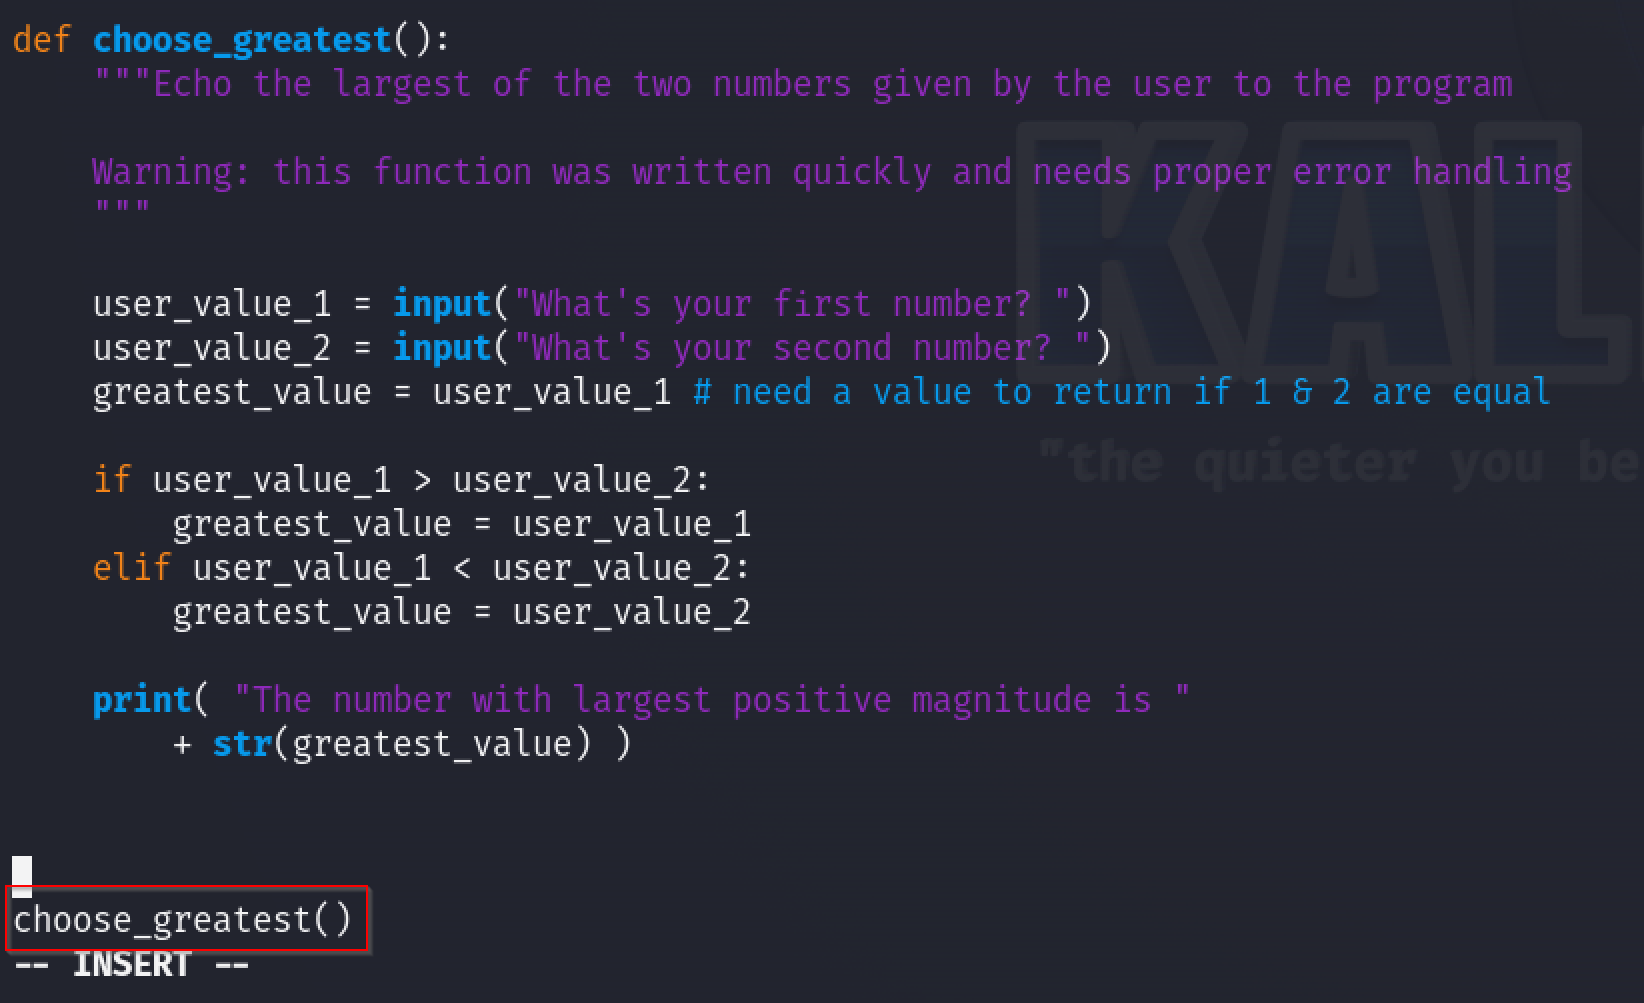 def choose_greatest():
    """Echo the largest of the two numbers given by the user to the program

    Warning: this function was written quickly and needs proper error handling
    """

    user_value_1 = input("What's your first number? ")
    user_value_2 = input("What's your second number? ")
    greatest_value = user_value_1 # need a value to return if 1 & 2 are equal

    if user_value_1 > user_value_2:
        greatest_value = user_value_1
    elif user_value_1 < user_value_2:
        greatest_value = user_value_2

    print( "The number with largest positive magnitude is "
        + str(greatest_value) )

choose_greatest()
-- INSERT --
KAL
"the quieter you be